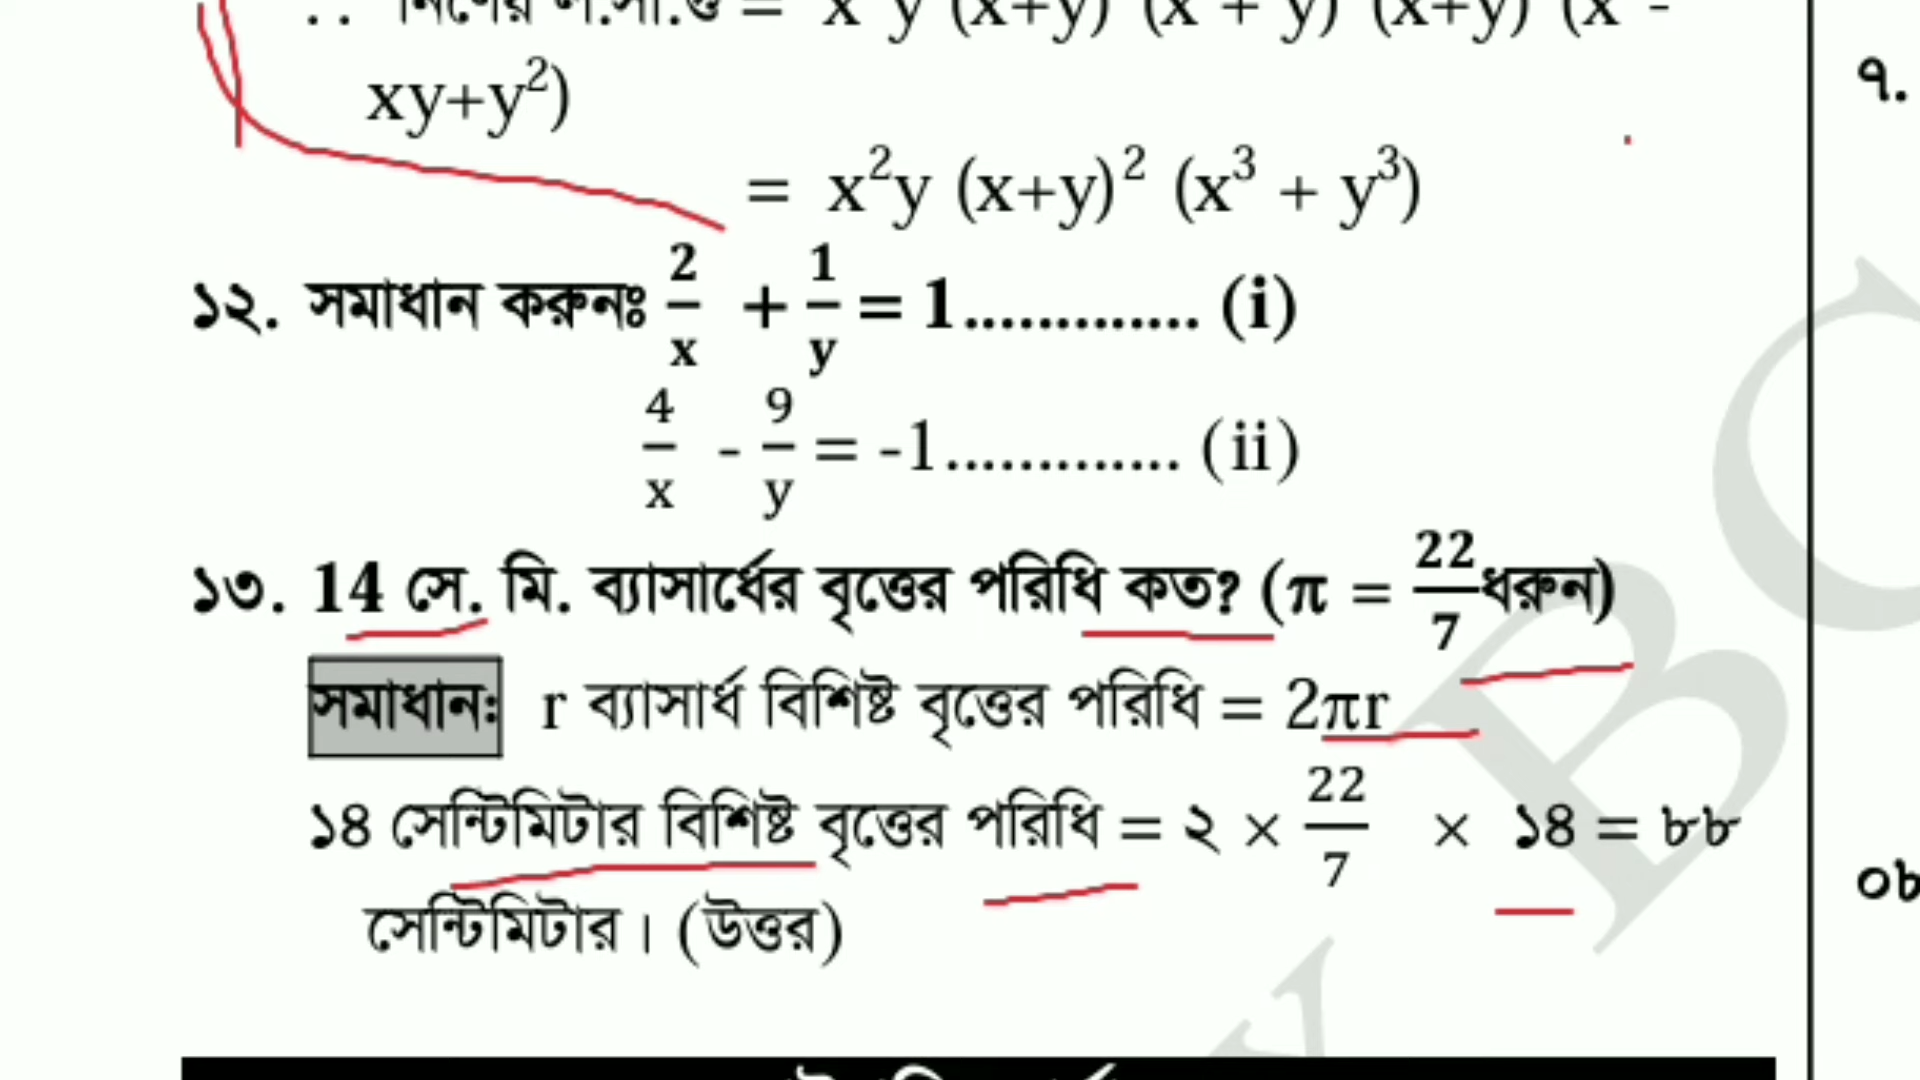 xy+y²)
= x²y (x+y)² (x³ + y³)
১২. সমাধান করুনঃ 2/x + 1/y = 1............. (i)
4/x - 9/y = -1............. (ii)
১৩. 14 সে. মি. ব্যাসার্ধের বৃত্তের পরিধি কত? (π = 22/7 ধরুন)
সমাধান: r ব্যাসার্ধ বিশিষ্ট বৃত্তের পরিধি = 2πr
১৪ সেন্টিমিটার বিশিষ্ট বৃত্তের পরিধি = ২ × 22/7 × ১৪ = ৮৮
সেন্টিমিটার। (উত্তর)
৭.
০৮